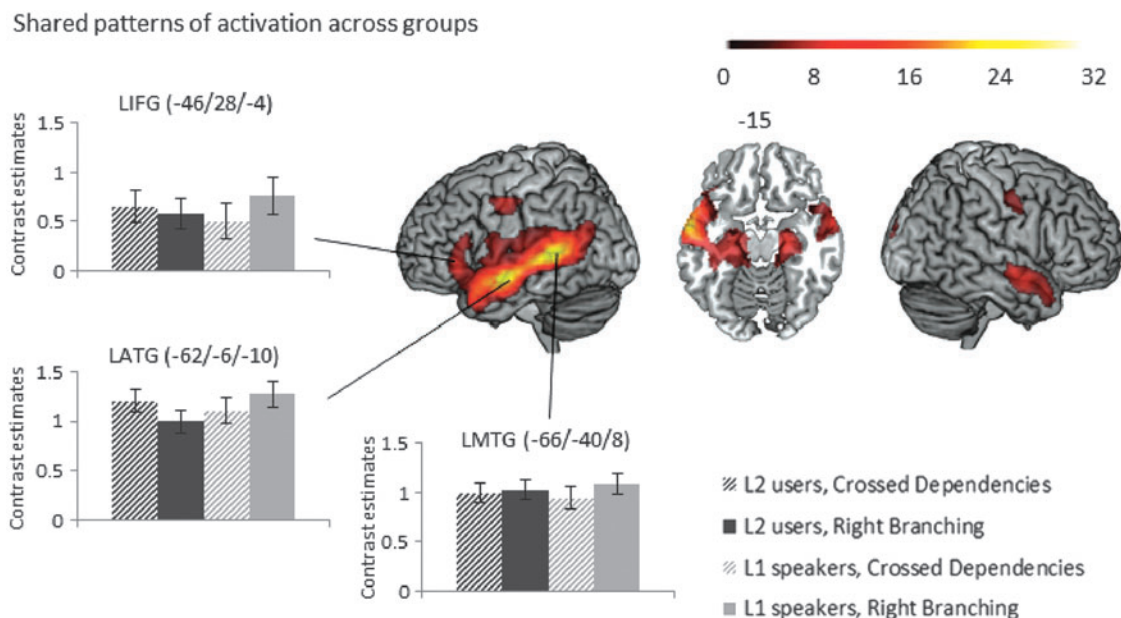 Shared patterns of activation across groups
0 8 16 24 32
LIFG (-46/28/-4)
1.5
1
0.5
0
Contrast estimates
-15
LATG (-62/-6/-10)
1.5
1
0.5
0
Contrast estimates
LMTG (-66/-40/8)
1.5
1
0.5
0
Contrast estimates
L2 users, Crossed Dependencies
L2 users, Right Branching
L1 speakers, Crossed Dependencies
L1 speakers, Right Branching